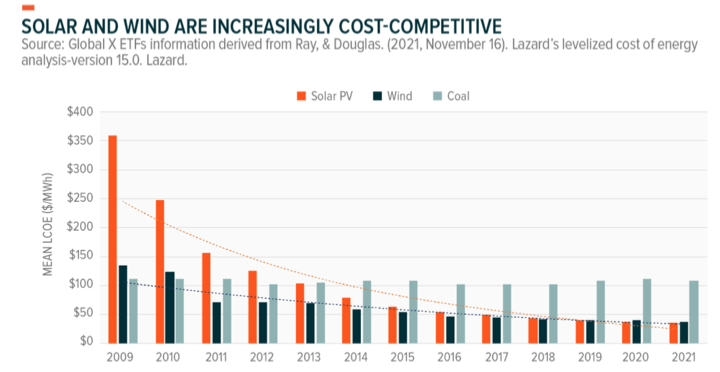 SOLAR AND WIND ARE INCREASINGLY COST-COMPETITIVE
Source: Global X ETFs information derived from Ray, & Douglas. (2021, November 16). Lazard's levelized cost of energy
analysis-version 15.0. Lazard.
Solar PV Wind Coal
$400
$350
$300
$250
$200
$150
$100
$50
$0
MEAN LCOE ($/MWh)
2009 2010 2011 2012 2013 2014 2015 2016 2017 2018 2019 2020 2021